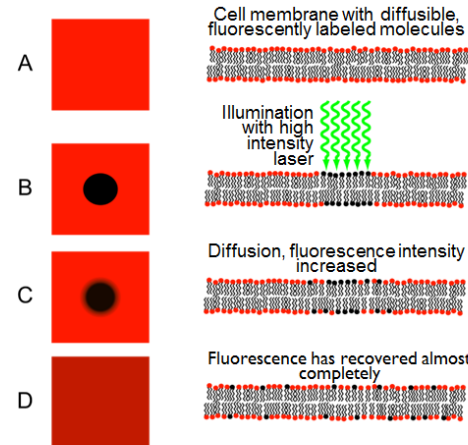 Cell membrane with diffusible,
fluorescently labeled molecules
A
Illumination
with high
intensity
laser
B
Diffusion, fluorescence intensity
increased
C
Fluorescence has recovered almost
completely
D